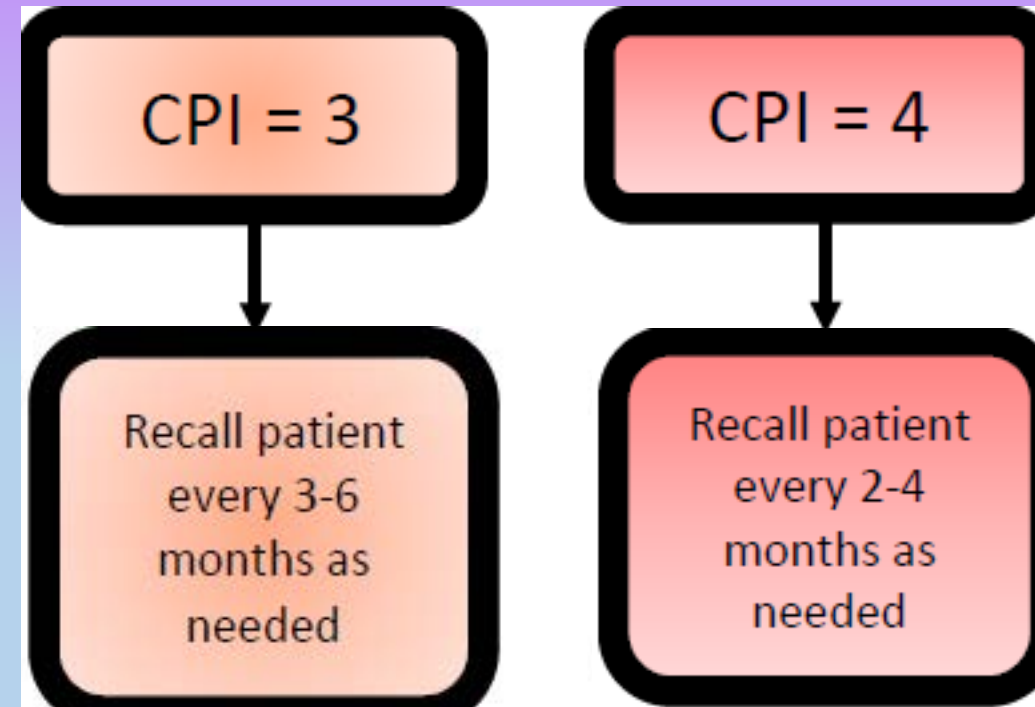 CPI = 3
Recall patient
every 3-6
months as
needed
CPI = 4
Recall patient
every 2-4
months as
needed